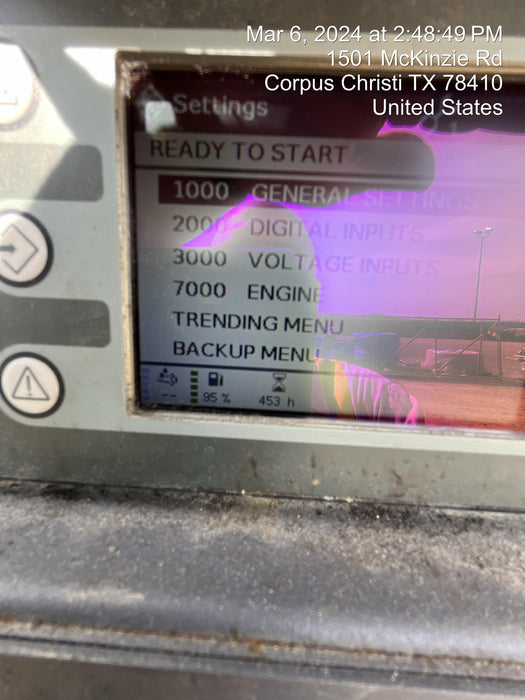 Mar 6, 2024 at 2:48:49 PM
1501 McKinzie Rd
Corpus Christi TX 78410
United States
Settings
READY TO START
1000 GENERAL SETTINGS
2000 DIGITAL INPUTS
3000 VOLTAGE INPUTS
7000 ENGINE
TRENDING MENU
BACKUP MENU
-- 95 % 453 h